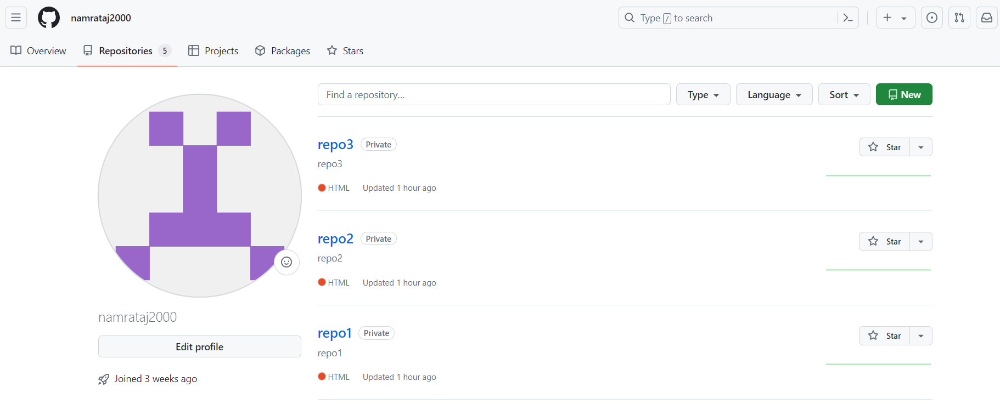 namrataj2000
Type / to search
Overview
Repositories 5
Projects
Packages
Stars
Find a repository...
Type
Language
Sort
New
repo3 Private
Star
repo3
HTML Updated 1 hour ago
repo2 Private
Star
repo2
HTML Updated 1 hour ago
namrataj2000
Edit profile
Joined 3 weeks ago
repo1 Private
Star
repo1
HTML Updated 1 hour ago